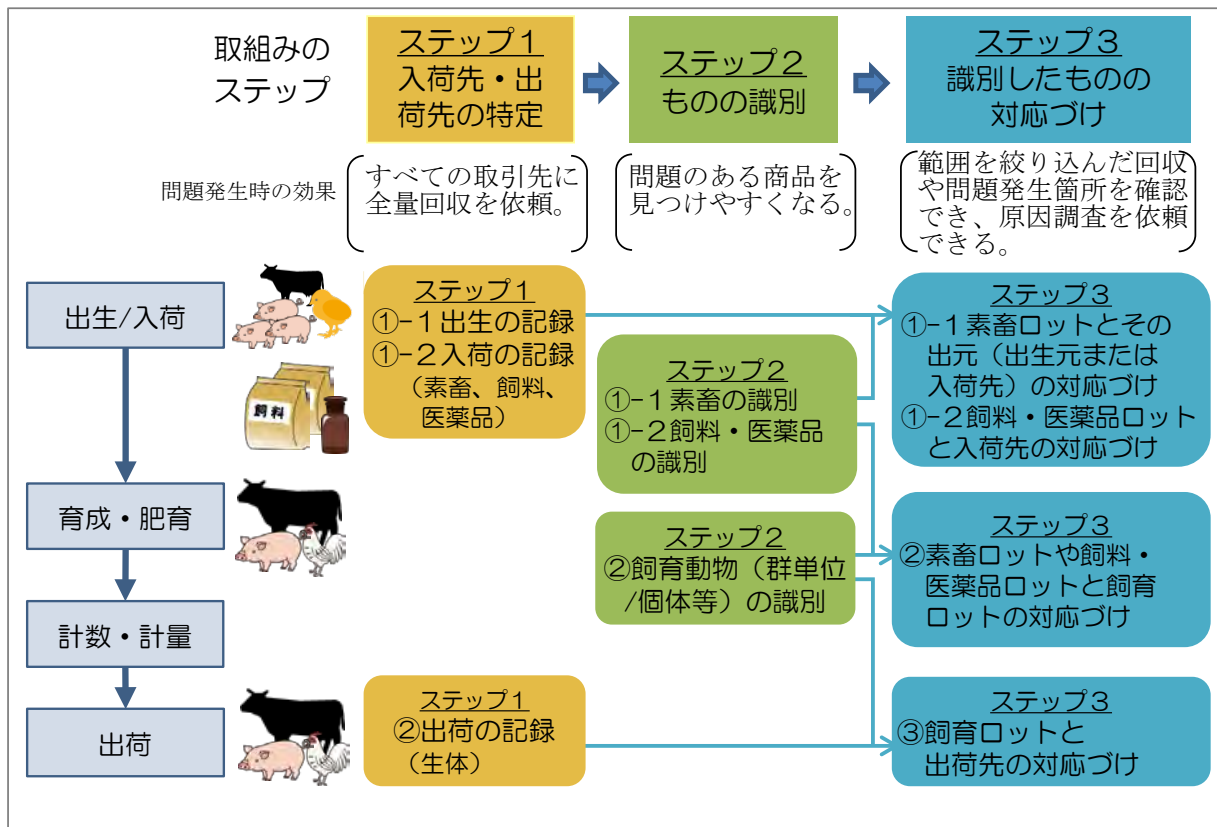 取組みの
ステップ
ステップ１
入荷先・出
荷先の特定
ステップ２
ものの識別
ステップ３
識別したものの
対応づけ
問題発生時の効果
すべての取引先に
全量回収を依頼。
問題のある商品を
見つけやすくなる。
範囲を絞り込んだ回収
や問題発生箇所を確認
でき、原因調査を依頼
できる。
出生/入荷
飼料
ステップ１
①-１出生の記録
①-２入荷の記録
（素畜、飼料、
医薬品）
ステップ２
①-１素畜の識別
①-２飼料・医薬品
の識別
ステップ３
①-１素畜ロットとその
出元（出生元または
入荷先）の対応づけ
①-２飼料・医薬品ロット
と入荷先の対応づけ
育成・肥育
ステップ２
②飼育動物（群単位
/個体等）の識別
ステップ３
②素畜ロットや飼料・
医薬品ロットと飼育
ロットの対応づけ
計数・計量
出荷
ステップ１
②出荷の記録
（生体）
ステップ３
③飼育ロットと
出荷先の対応づけ